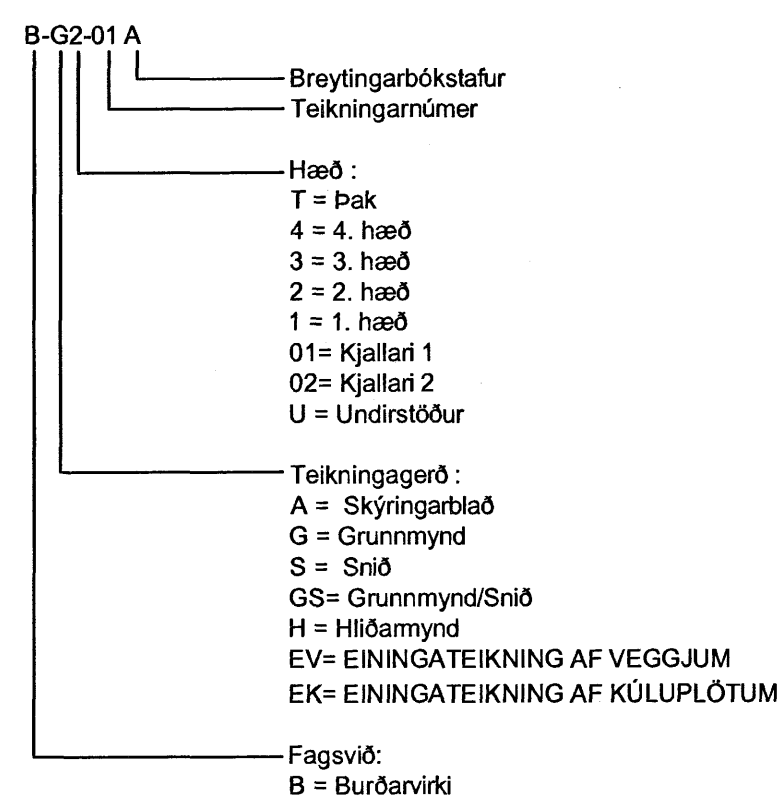 B-G2-01 A
Breytingarbókstafur
Teikningarnúmer
Hæð :
T = Þak
4 = 4. hæð
3 = 3. hæð
2 = 2. hæð
1 = 1. hæð
01= Kjallari 1
02= Kjallari 2
U = Undirstöður
Teikningagerð :
A = Skýringarblað
G = Grunnmynd
S = Snið
GS= Grunnmynd/Snið
H = Hliðarmynd
EV= EININGATEIKNING AF VEGGJUM
EK= EININGATEIKNING AF KÚLUPLÖTUM
Fagsvið:
B = Burðarvirki